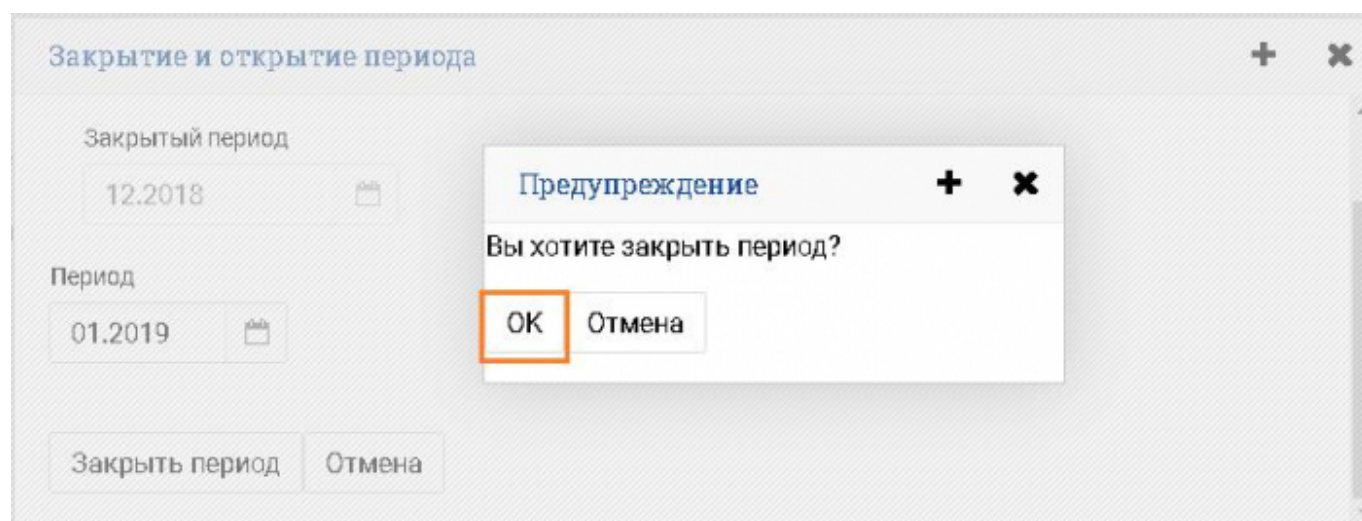 Закрытие и открытие периода
Закрытый период
12.2018
Предупреждение
Вы хотите закрыть период?
Период
01.2019
OK Отмена
Закрыть период Отмена